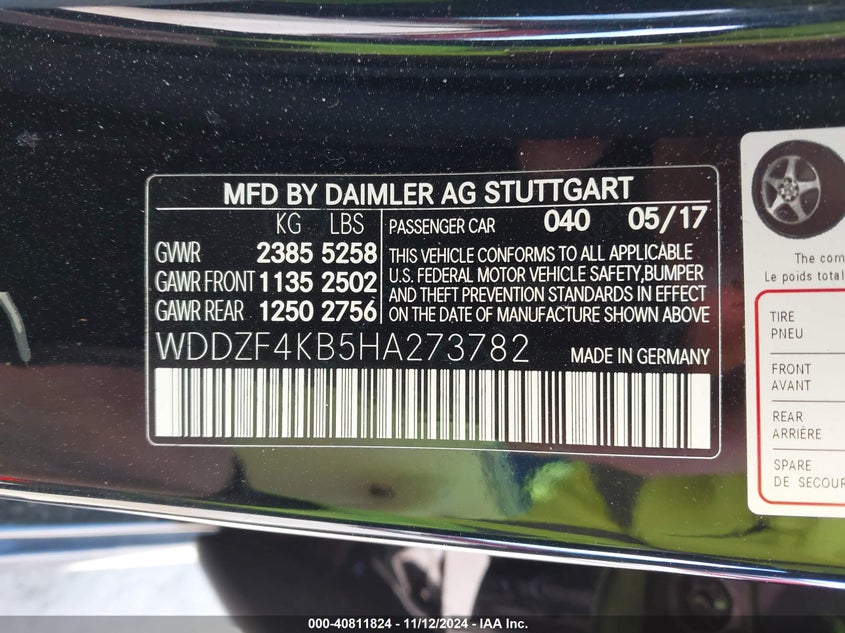 MFD BY DAIMLER AG STUTTGART
KG LBS
GVWR 2385 5258
GAWR FRONT 1135 2502
GAWR REAR 1250 2756
PASSENGER CAR 040 05/17
THIS VEHICLE CONFORMS TO ALL APPLICABLE
U.S. FEDERAL MOTOR VEHICLE SAFETY, BUMPER
AND THEFT PREVENTION STANDARDS IN EFFECT
ON THE DATE OF MANUFACTURE SHOWN ABOVE
WDDZF4KB5HA273782 MADE IN GERMANY
The com
Le poids total
TIRE
PNEU
FRONT
AVANT
REAR
ARRIÈRE
SPARE
DE SECOUR
000-40811824 - 11/12/2024 - IAA Inc.